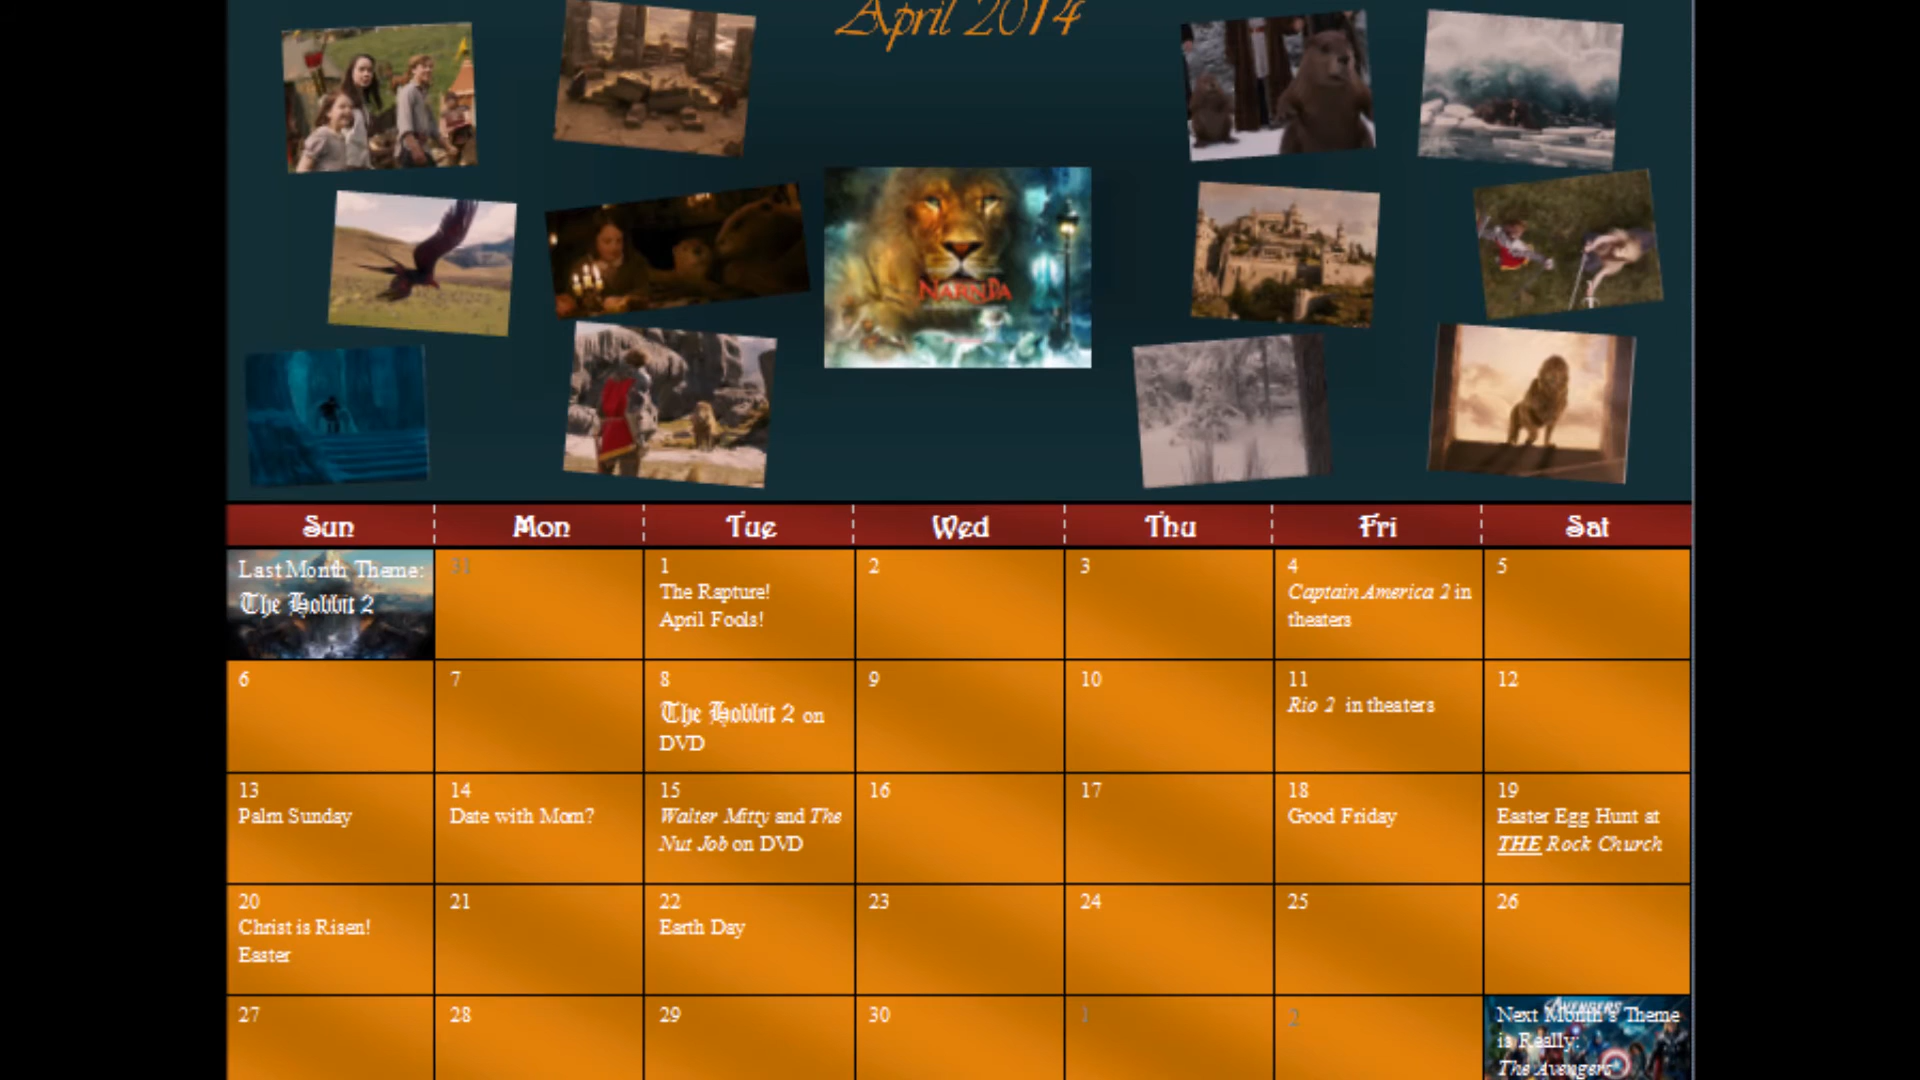 April 2014
NARNIA
Sun Mon Tue Wed Thu Fri Sat
Last Month Theme:
The Hobbit 2
31
1
The Rapture!
April Fools!
2
3
4
Captain America 2 in
theaters
5
6
7
8
The Hobbit 2 on
DVD
9
10
11
Rio 2 in theaters
12
13
Palm Sunday
14
Date with Mom?
15
Walter Mitty and The
Nut Job on DVD
16
17
18
Good Friday
19
Easter Egg Hunt at
THE Rock Church
20
Christ is Risen!
Easter
21
22
Earth Day
23
24
25
26
27
28
29
30
1
2
AVENGERS
Next Month's Theme
is Really:
The Avengers